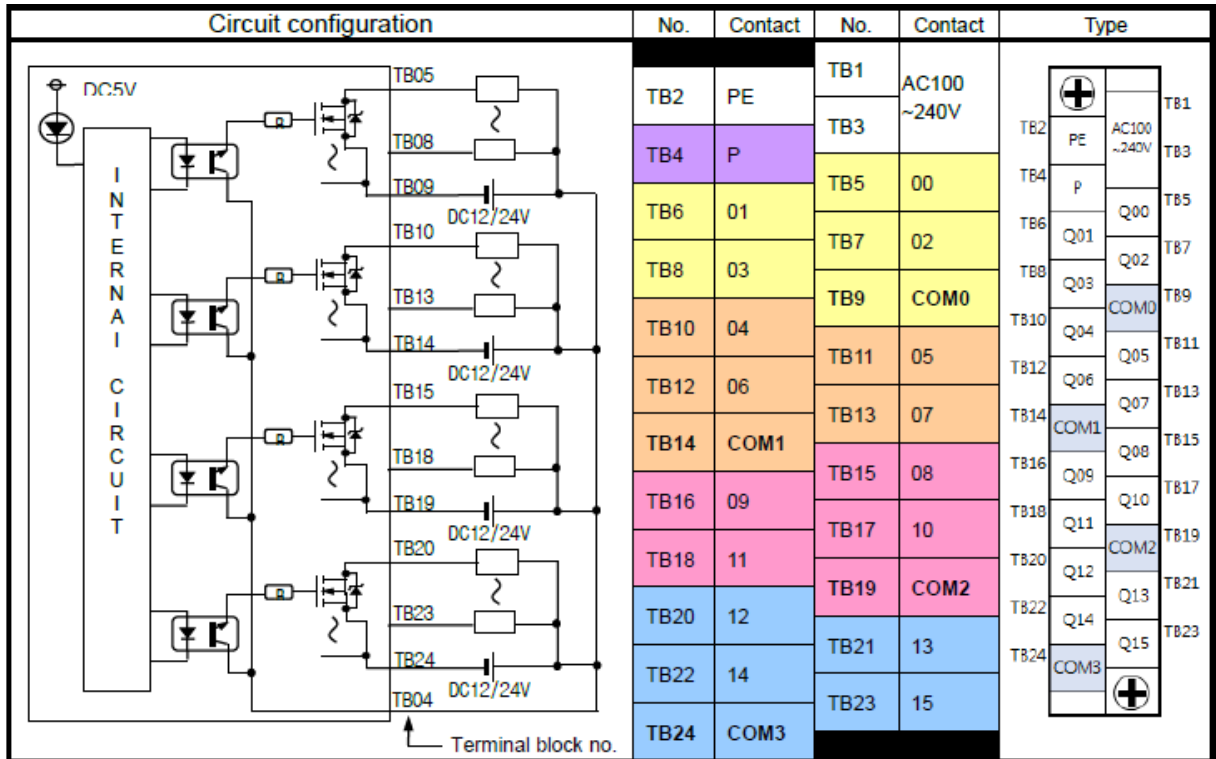 Circuit configuration
No. Contact No. Contact
Type
DC5V
INTERNAI CIRCUIT
R
TB05
TB08
TB09
DC12/24V
R
TB10
TB13
TB14
DC12/24V
R
TB15
TB18
TB19
DC12/24V
R
TB20
TB23
TB24
DC12/24V
TB04
Terminal block no.
TB2 PE
TB4 P
TB6 01
TB8 03
TB10 04
TB12 06
TB14 COM1
TB16 09
TB18 11
TB20 12
TB22 14
TB24 COM3
TB1 AC100
~240V
TB3
TB5 00
TB7 02
TB9 COM0
TB11 05
TB13 07
TB15 08
TB17 10
TB19 COM2
TB21 13
TB23 15
TB2 PE
TB4 P
TB6 Q01
TB8 Q03
TB10 Q04
TB12 Q06
TB14 COM1
TB16 Q09
TB18 Q11
TB20 Q12
TB22 Q14
TB24 COM3
AC100
~240V
TB1
TB3
Q00 TB5
Q02 TB7
COM0 TB9
Q05 TB11
Q07 TB13
Q08 TB15
Q10 TB17
COM2 TB19
Q13 TB21
Q15 TB23